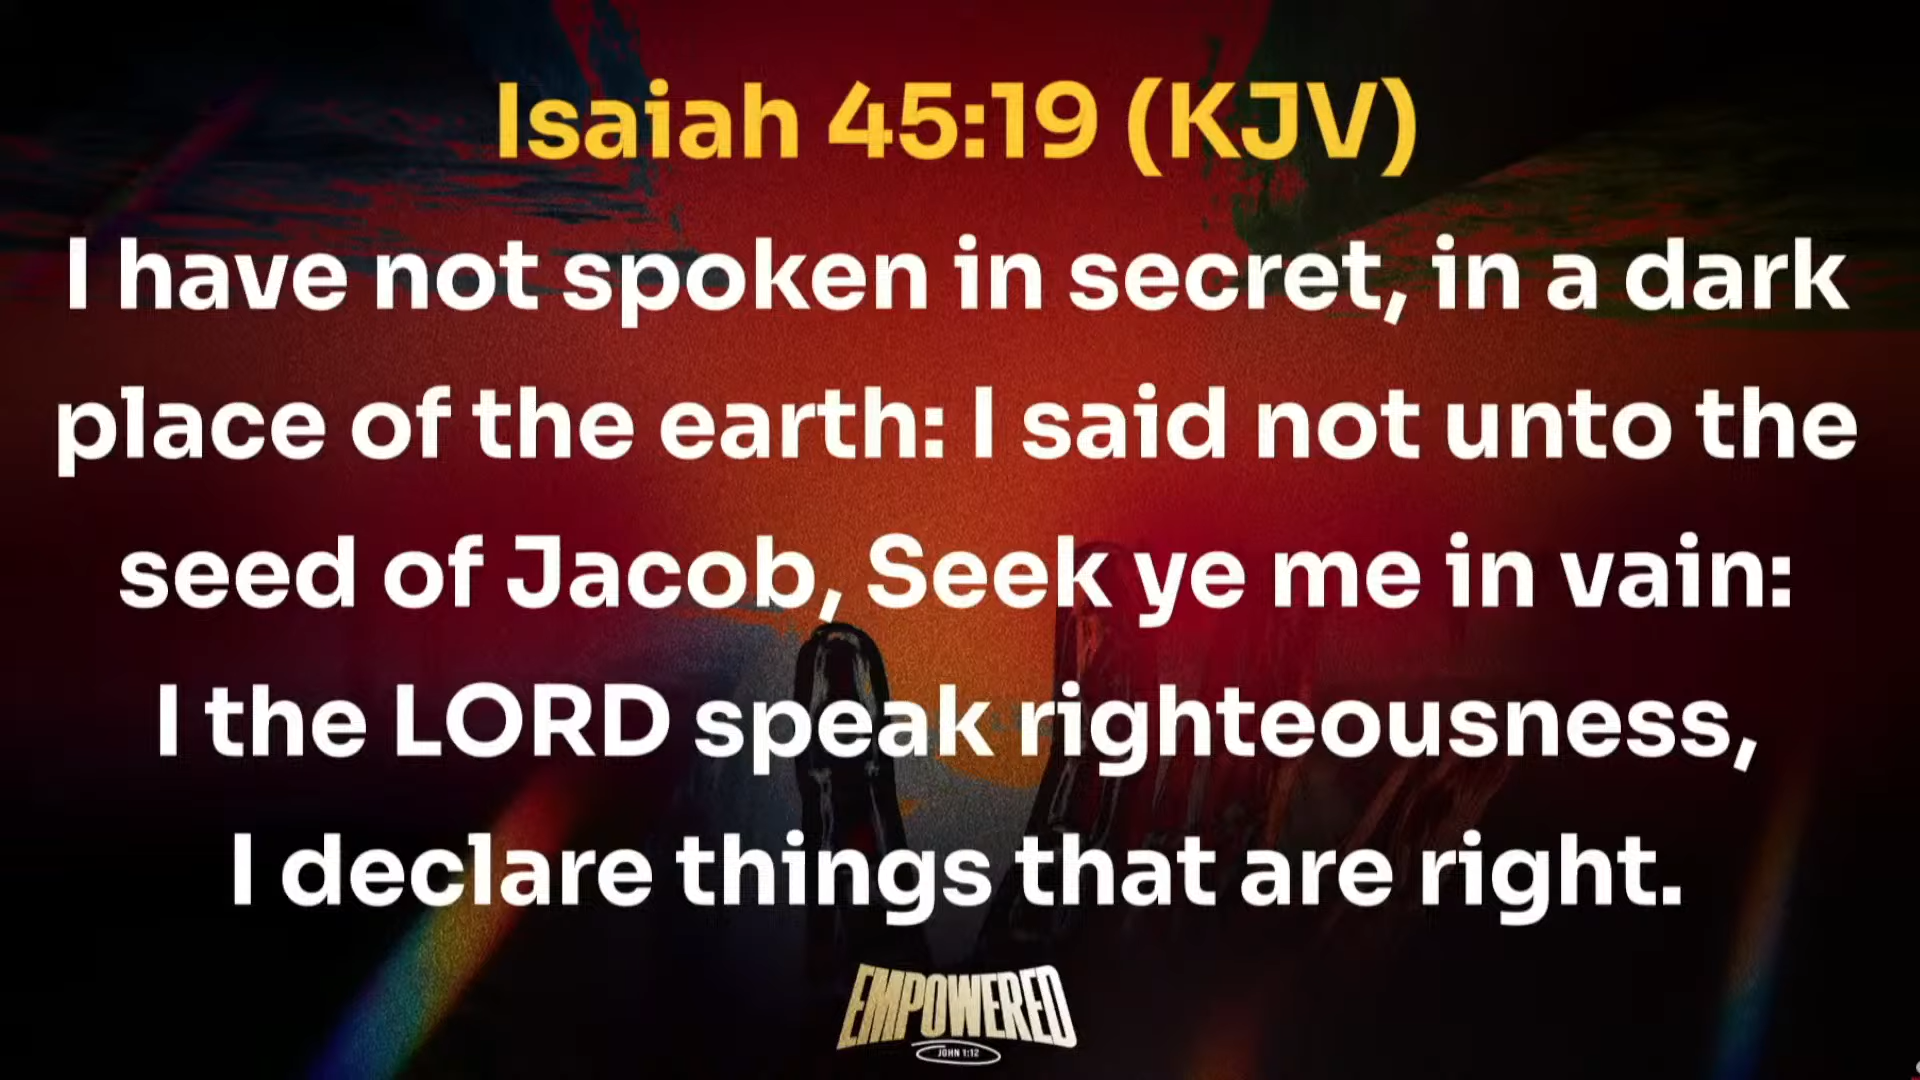 Isaiah 45:19 (KJV)
I have not spoken in secret, in a dark
place of the earth: I said not unto the
seed of Jacob, Seek ye me in vain:
I the LORD speak righteousness,
I declare things that are right.
EMPOWERED
JOHN 1:12